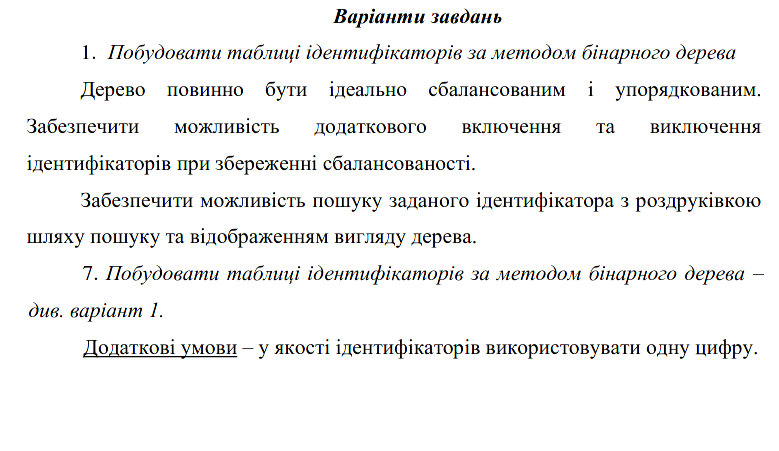 Варіанти завдань
1. Побудовати таблиці ідентифікаторів за методом бінарного дерева
Дерево повинно бути ідеально сбалансованим і упорядкованим.
Забезпечити можливість додаткового включення та виключення
ідентифікаторів при збереженні сбалансованості.
Забезпечити можливість пошуку заданого ідентифікатора з роздруківкою
шляху пошуку та відображенням вигляду дерева.
7. Побудовати таблиці ідентифікаторів за методом бінарного дерева –
див. варіант 1.
Додаткові умови – у якості ідентифікаторів використовувати одну цифру.